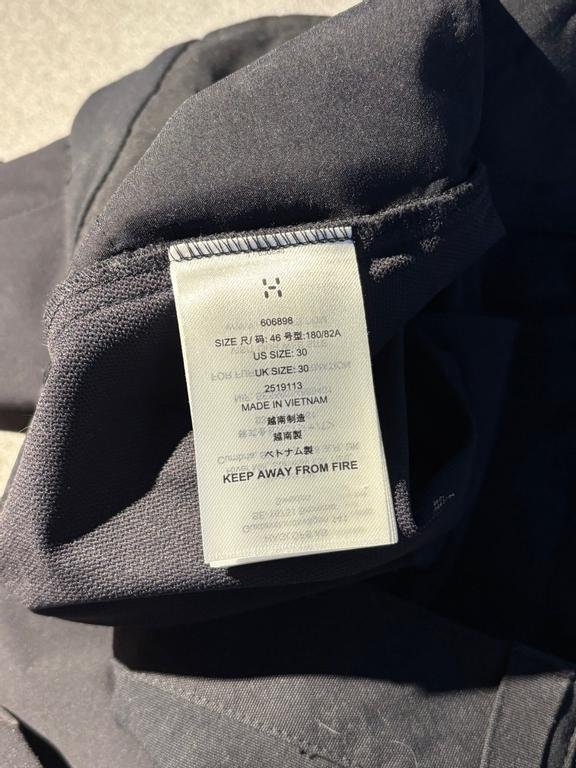 606898
SIZE 尺/ 码: 46 号型:180/82A
US SIZE: 30
UK SIZE: 30
2519113
MADE IN VIETNAM
越南制造
越南製
ベトナム製
KEEP AWAY FROM FIRE